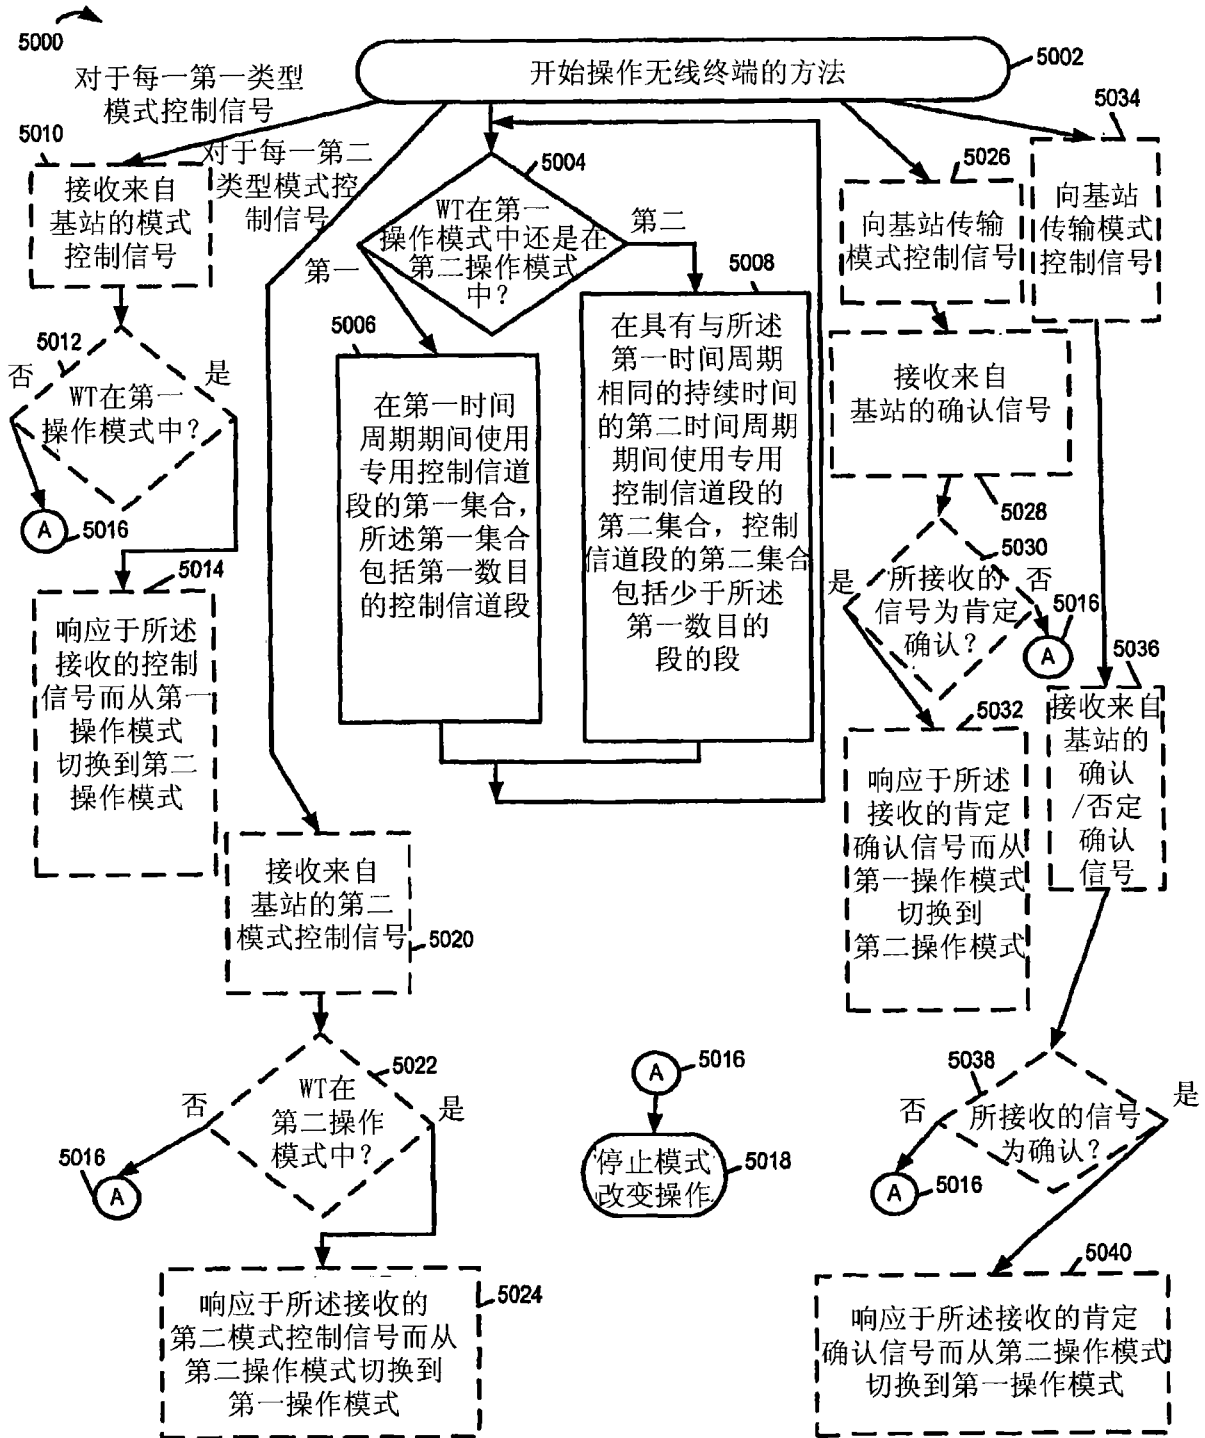 5000
开始操作无线终端的方法
5002
对于每一第一类型
模式控制信号
5010
接收来自
基站的模式
控制信号
5012
WT在第一
操作模式中?
否
是
A
5016
5014
响应于所述
接收的控制
信号而从第一
操作模式
切换到第二
操作模式
对于每一第二
类型模式控
制信号
5004
WT在第一
操作模式中还是在
第二操作模式
中?
第一
第二
5006
在第一时间
周期期间使用
专用控制信道
段的第一集合,
所述第一集合
包括第一数目
的控制信道段
5008
在具有与所述
第一时间周期
相同的持续时间
的第二时间周期
期间使用专用
控制信道段的
第二集合, 控制
信道段的第二集合
包括少于所述
第一数目的
段的段
接收来自
基站的第二
模式控制信号
5020
5022
WT在
第二操作
模式中?
否
是
5016
A
响应于所述接收的
第二模式控制信号而从
第二操作模式切换到
第一操作模式
5024
A
5016
停止模式
改变操作
5018
5026
向基站传输
模式控制信号
接收来自
基站的确认信号
5028
5030
所接收的
信号为肯定
确认?
是
否
5016
A
5032
响应于所述
接收的肯定
确认信号而从
第一操作模式
切换到
第二操作模式
5034
向基站
传输模式
控制信号
5036
接收来自
基站的
确认
/否定
确认
信号
5038
所接收的信号
为确认?
否
是
A
5016
5040
响应于所述接收的肯定
确认信号而从第二操作模式
切换到第一操作模式